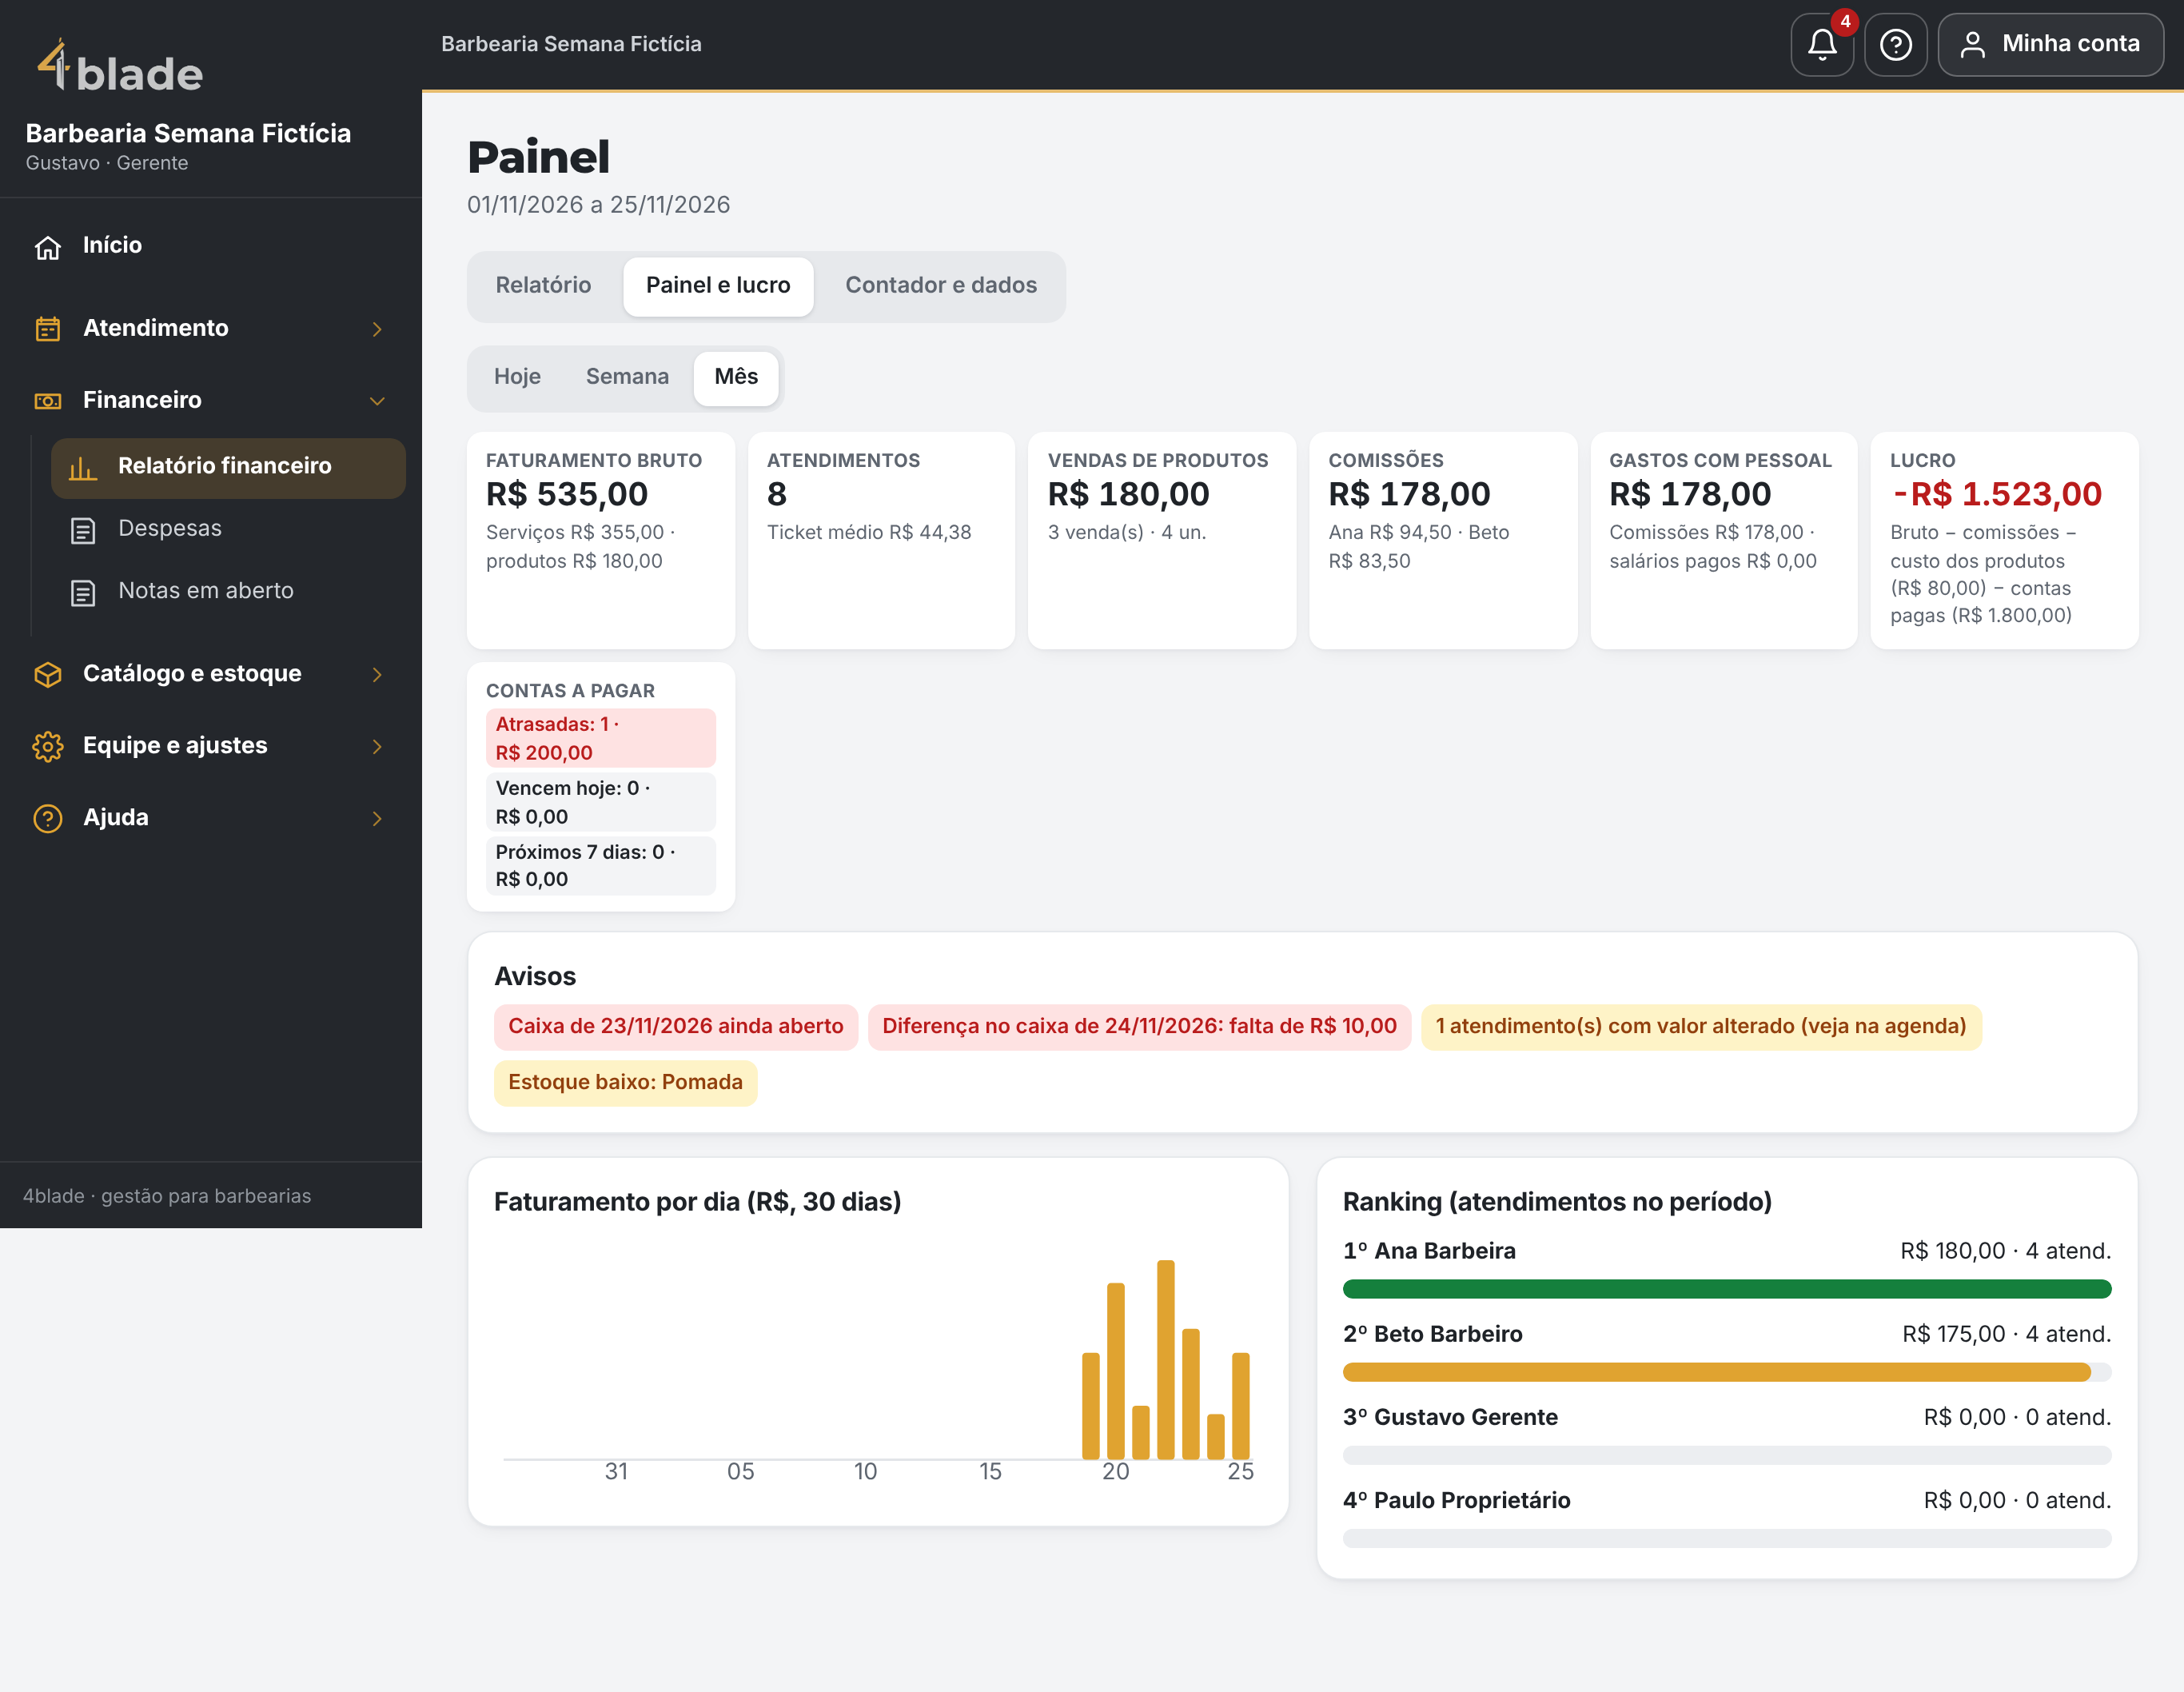 4blade
Barbearia Semana Fictícia
Gustavo · Gerente
Início
Atendimento
Financeiro
Relatório financeiro
Despesas
Notas em aberto
Catálogo e estoque
Equipe e ajustes
Ajuda
4blade · gestão para barbearias
Barbearia Semana Fictícia
4
Minha conta
Painel
01/11/2026 a 25/11/2026
Relatório
Painel e lucro
Contador e dados
Hoje
Semana
Mês
FATURAMENTO BRUTO
R$ 535,00
Serviços R$ 355,00 ·
produtos R$ 180,00
ATENDIMENTOS
8
Ticket médio R$ 44,38
VENDAS DE PRODUTOS
R$ 180,00
3 venda(s) · 4 un.
COMISSÕES
R$ 178,00
Ana R$ 94,50 · Beto
R$ 83,50
GASTOS COM PESSOAL
R$ 178,00
Comissões R$ 178,00 ·
salários pagos R$ 0,00
LUCRO
-R$ 1.523,00
Bruto − comissões −
custo dos produtos
(R$ 80,00) − contas
pagas (R$ 1.800,00)
CONTAS A PAGAR
Atrasadas: 1 ·
R$ 200,00
Vencem hoje: 0 ·
R$ 0,00
Próximos 7 dias: 0 ·
R$ 0,00
Avisos
Caixa de 23/11/2026 ainda aberto
Diferença no caixa de 24/11/2026: falta de R$ 10,00
1 atendimento(s) com valor alterado (veja na agenda)
Estoque baixo: Pomada
Faturamento por dia (R$, 30 dias)
31 05 10 15 20 25
Ranking (atendimentos no período)
1º Ana Barbeira R$ 180,00 · 4 atend.
2º Beto Barbeiro R$ 175,00 · 4 atend.
3º Gustavo Gerente R$ 0,00 · 0 atend.
4º Paulo Proprietário R$ 0,00 · 0 atend.